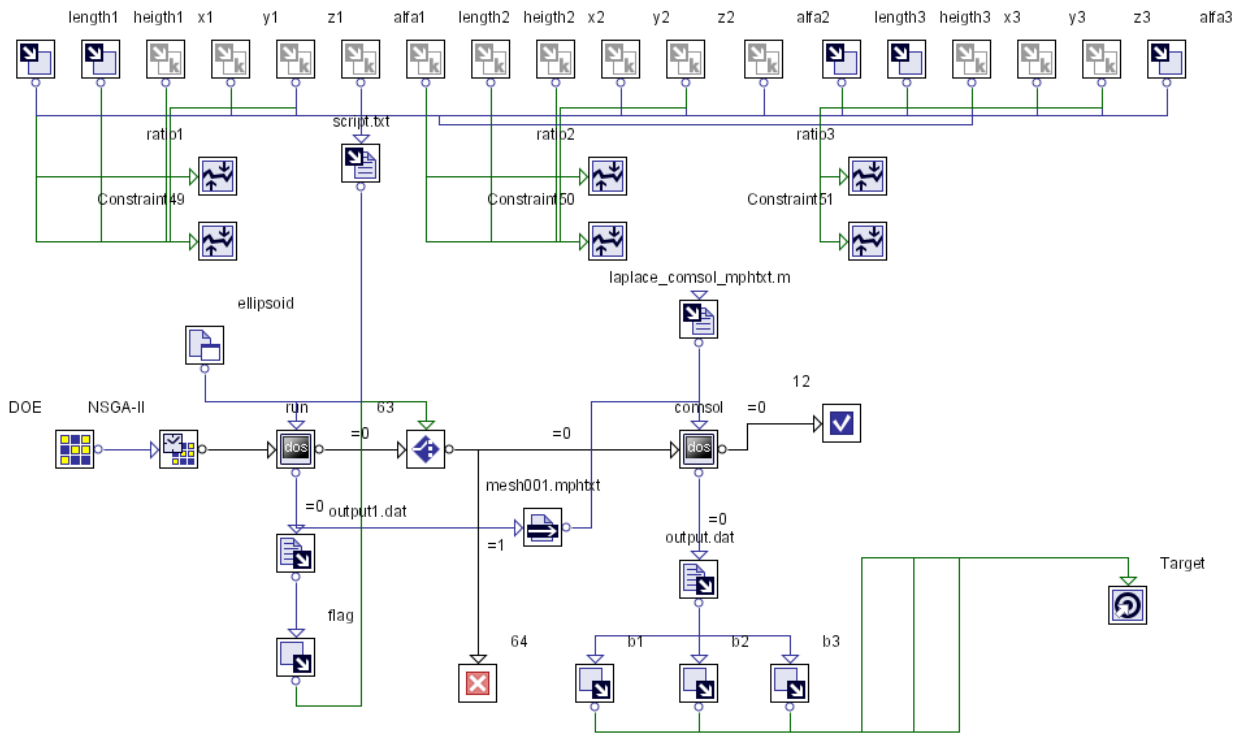 length1 heigth1 x1 y1 z1 alfa1 length2 heigth2 x2 y2 z2 alfa2 length3 heigth3 x3 y3 z3 alfa3
k k k k k k k k k k k k
script.txt
ratio1 ratio2 ratio3
Constraint49 Constraint50 Constraint51
laplace_comsol_mphtxt.m
ellipsoid
12
DOE NSGA-II run 63 comsol =0
=0 =0
dos dos
mesh001.mphtxt
=0 output1.dat =0
=1 output.dat
Target
flag
64 b1 b2 b3